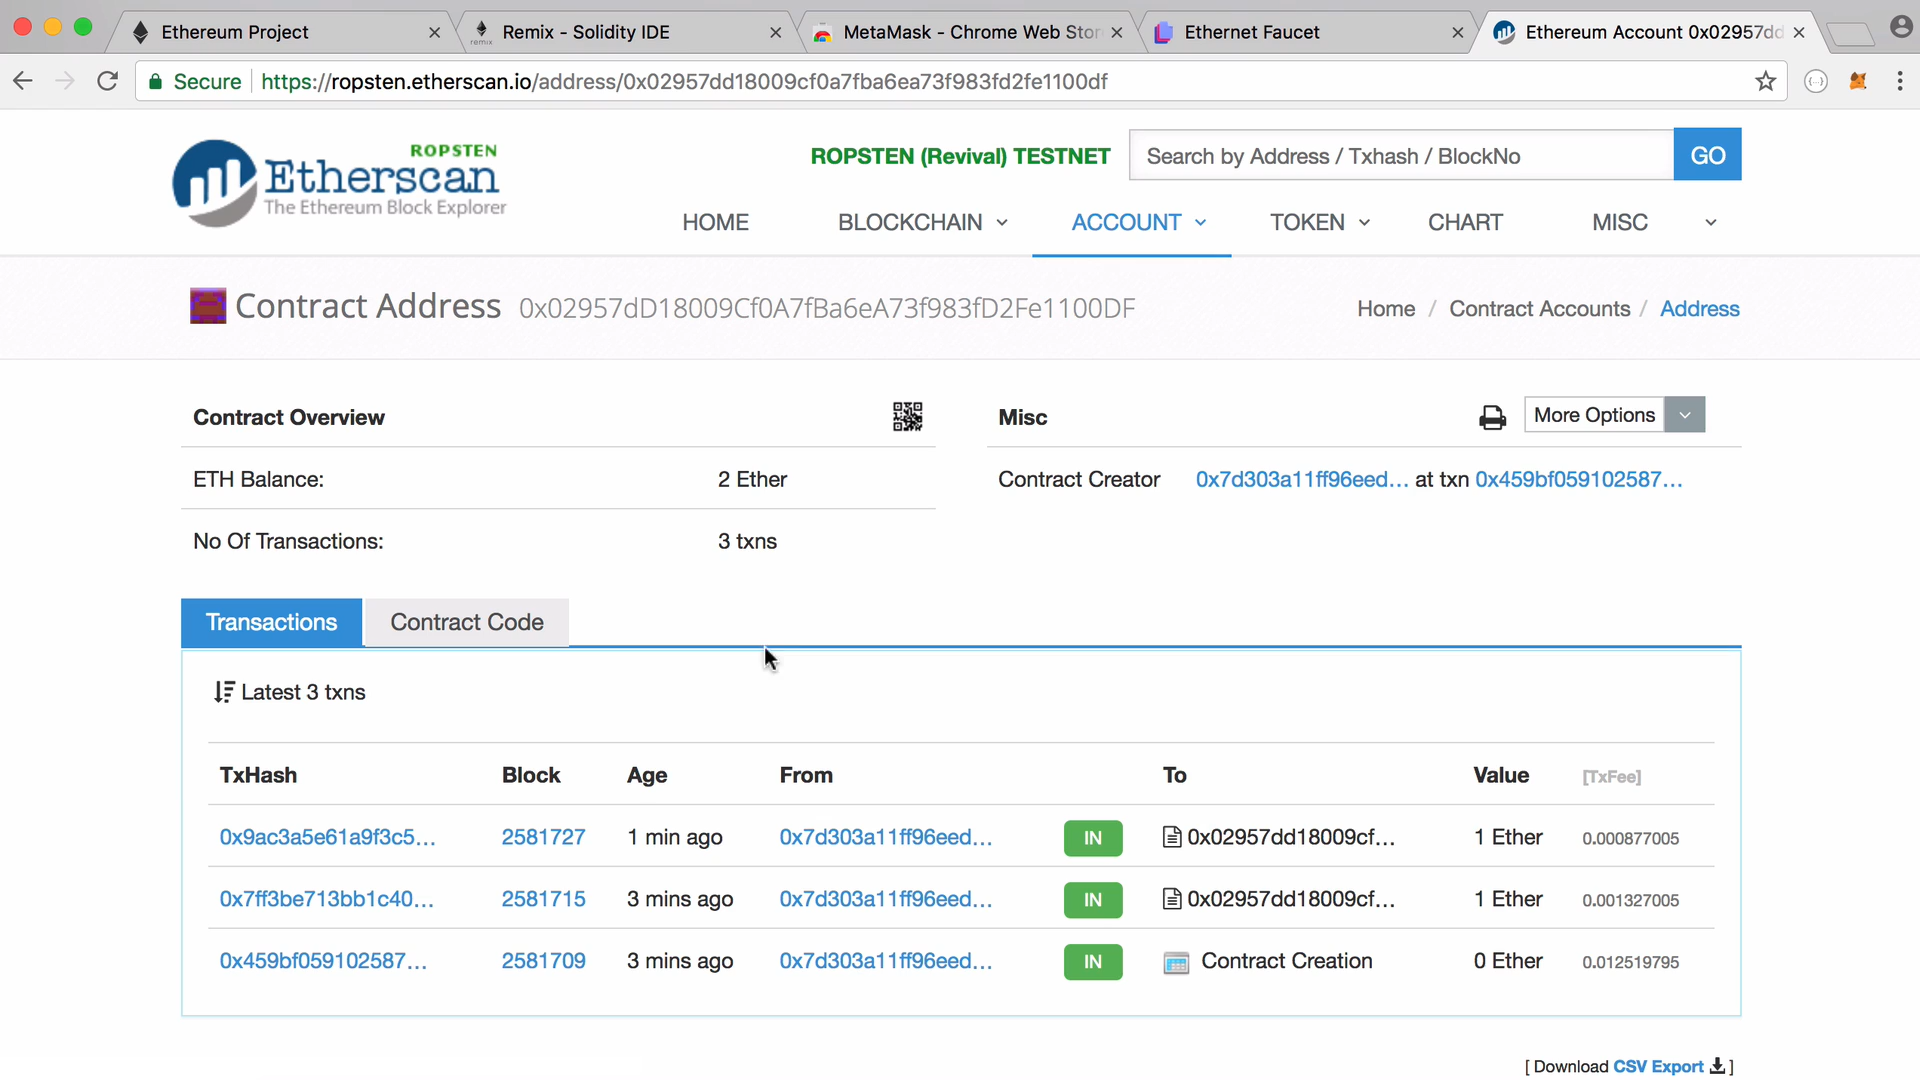 Ethereum Project
Remix - Solidity IDE
MetaMask - Chrome Web Stor
Ethernet Faucet
Ethereum Account 0x02957dd
Secure
https://ropsten.etherscan.io/address/0x02957dd18009cf0a7fba6ea73f983fd2fe1100df
ROPSTEN
Etherscan
The Ethereum Block Explorer
ROPSTEN (Revival) TESTNET
Search by Address / Txhash / BlockNo
GO
HOME
BLOCKCHAIN
ACCOUNT
TOKEN
CHART
MISC
Contract Address 0x02957dD18009Cf0A7fBa6eA73f983fD2Fe1100DF
Home / Contract Accounts / Address
Contract Overview
ETH Balance: 2 Ether
No Of Transactions: 3 txns
Misc
More Options
Contract Creator 0x7d303a11ff96eed... at txn 0x459bf059102587...
Transactions
Contract Code
Latest 3 txns
TxHash Block Age From To Value [TxFee]
0x9ac3a5e61a9f3c5... 2581727 1 min ago 0x7d303a11ff96eed... IN 0x02957dd18009cf... 1 Ether 0.000877005
0x7ff3be713bb1c40... 2581715 3 mins ago 0x7d303a11ff96eed... IN 0x02957dd18009cf... 1 Ether 0.001327005
0x459bf059102587... 2581709 3 mins ago 0x7d303a11ff96eed... IN Contract Creation 0 Ether 0.012519795
[ Download CSV Export ]